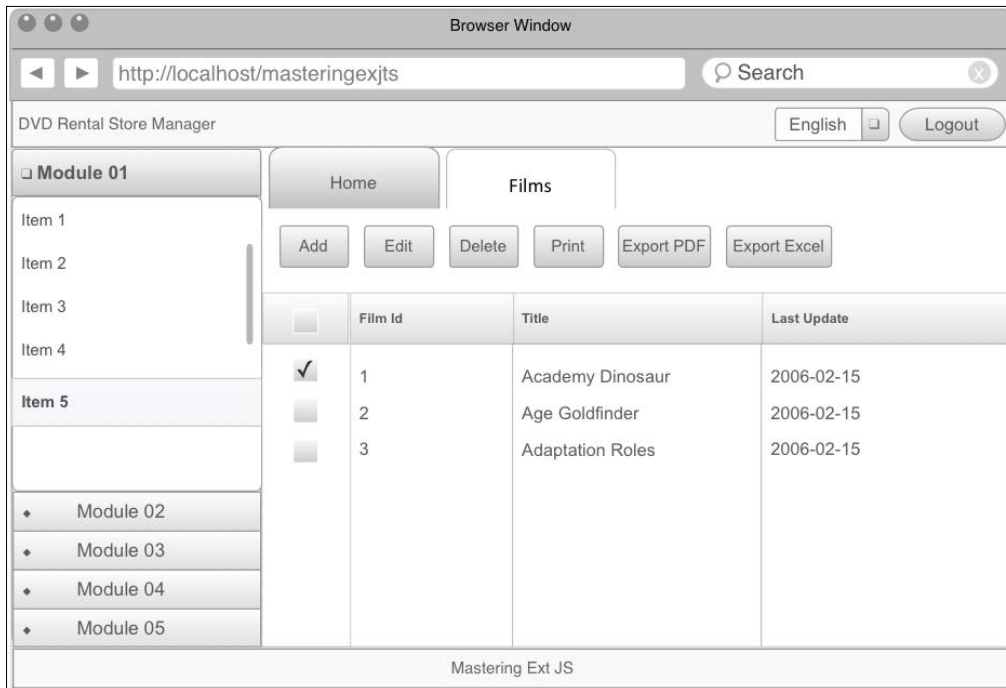 Browser Window
http://localhost/masteringexjts
Search
X
DVD Rental Store Manager
English
Logout
Module 01
Item 1
Item 2
Item 3
Item 4
Item 5
Module 02
Module 03
Module 04
Module 05
Home
Films
Add Edit Delete Print Export PDF Export Excel
Film Id Title Last Update
1 Academy Dinosaur 2006-02-15
2 Age Goldfinder 2006-02-15
3 Adaptation Roles 2006-02-15
Mastering Ext JS